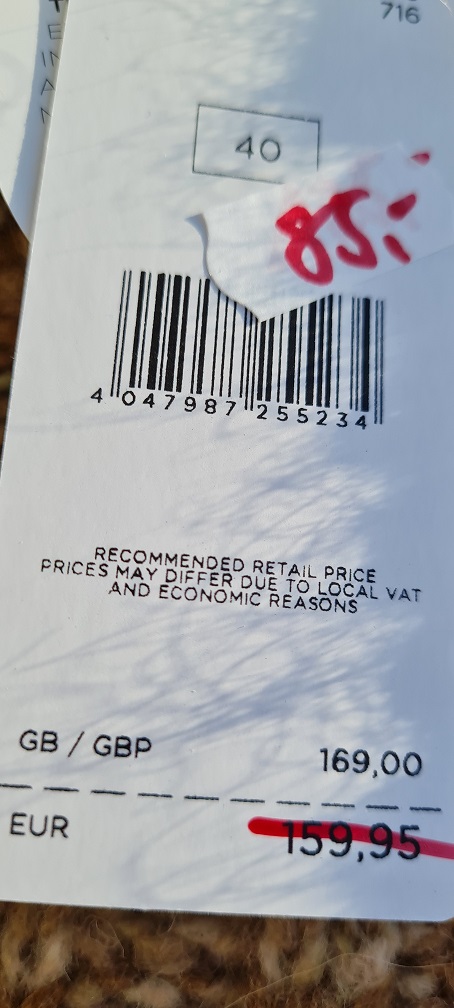 716
40
85.-
4 047987 255234
RECOMMENDED RETAIL PRICE
PRICES MAY DIFFER DUE TO LOCAL VAT
AND ECONOMIC REASONS
GB / GBP 169,00
EUR 159,95